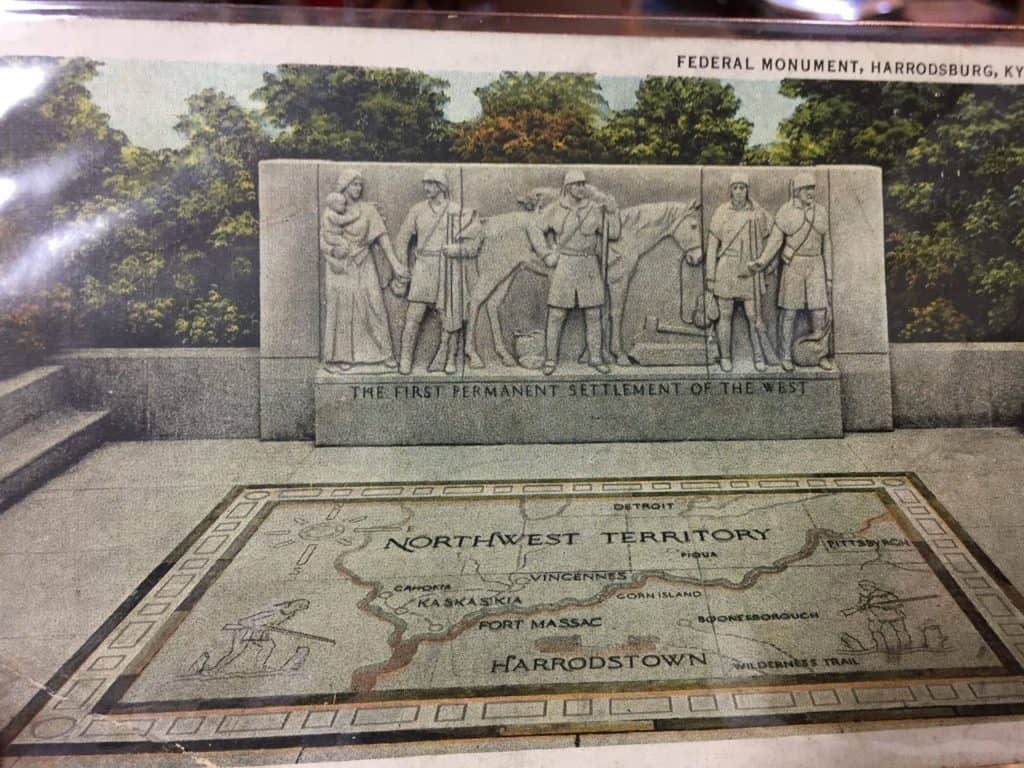 FEDERAL MONUMENT, HARRODSBURG, KY
THE FIRST PERMANENT SETTLEMENT OF THE WEST
DETROIT
NORTHWEST TERRITORY
PITTSBURGH
PIQUA
VINCENNES
CAHOKIA
CORN ISLAND
KASKASKIA
BOONESBOROUGH
FORT MASSAC
HARRODSTOWN
WILDERNESS TRAIL